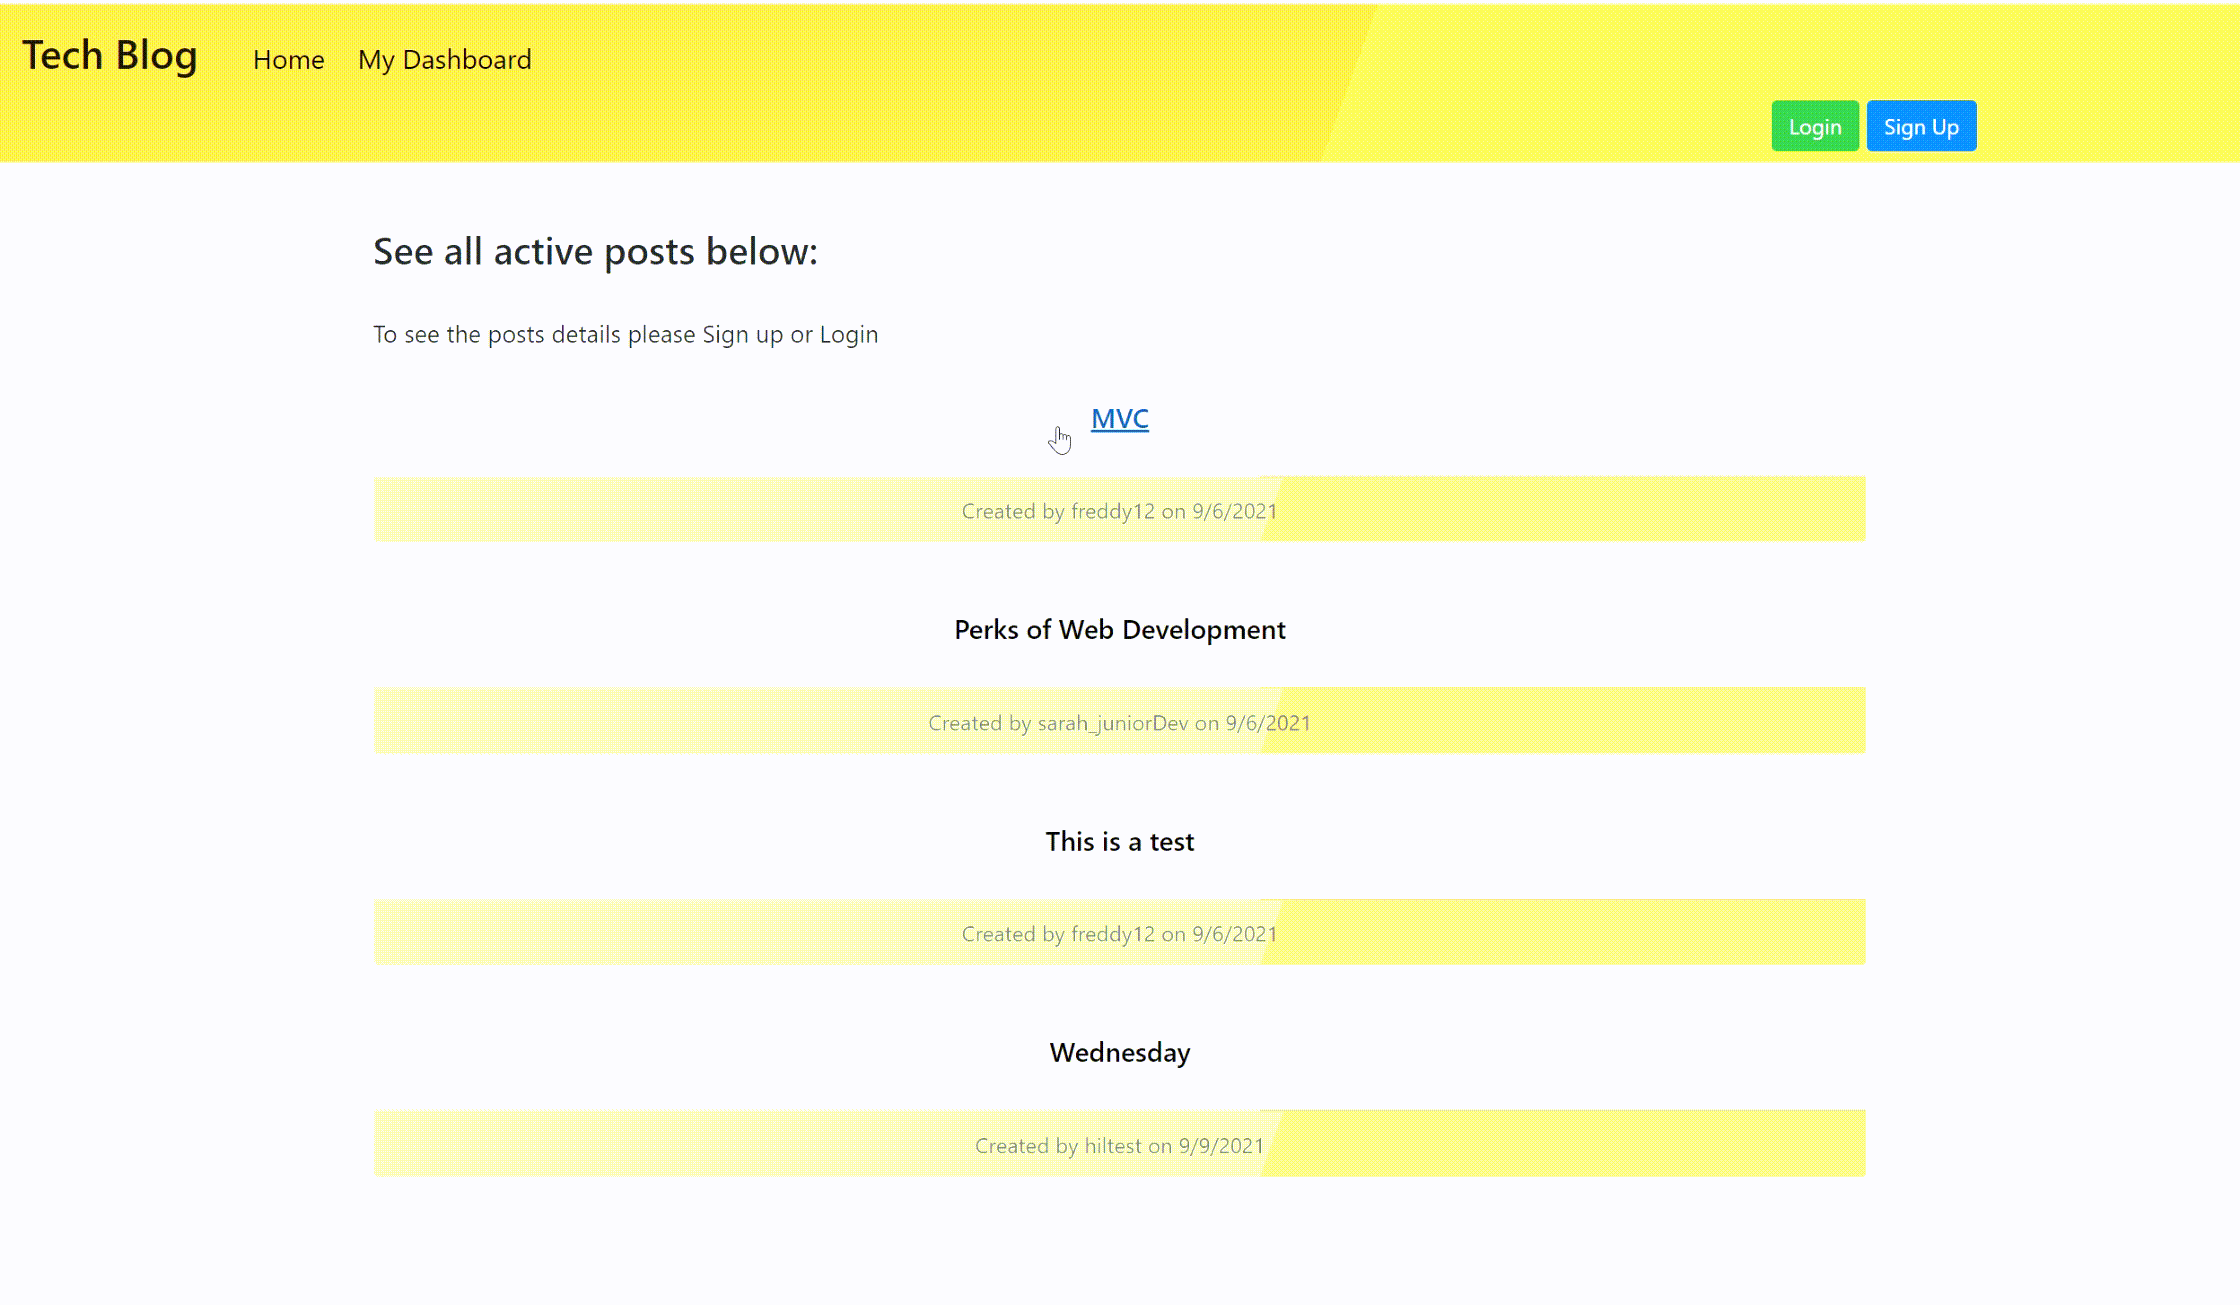 Tech Blog Home My Dashboard
Login Sign Up
See all active posts below:
To see the posts details please Sign up or Login
MVC
Created by freddy12 on 9/6/2021
Perks of Web Development
Created by sarah_juniorDev on 9/6/2021
This is a test
Created by freddy12 on 9/6/2021
Wednesday
Created by hiltest on 9/9/2021